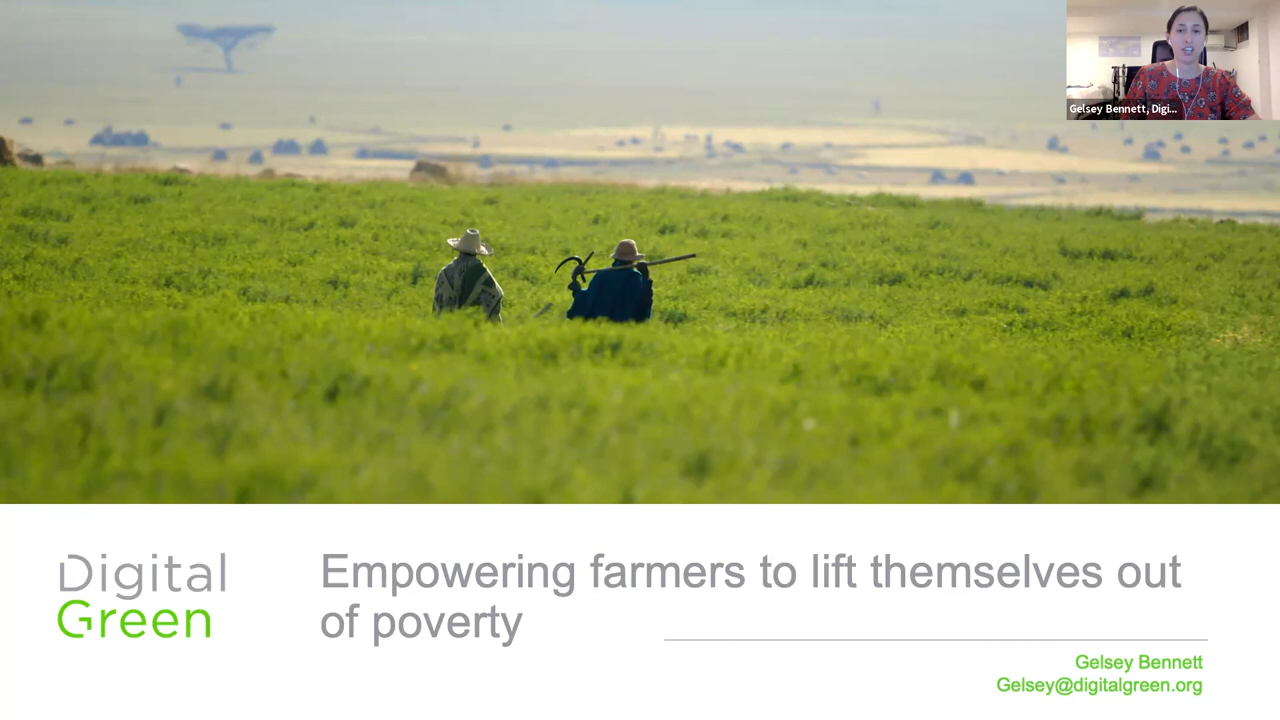 Gelsey Bennett, Digi...
Digital
Green
Empowering farmers to lift themselves out
of poverty
Gelsey Bennett
Gelsey@digitalgreen.org